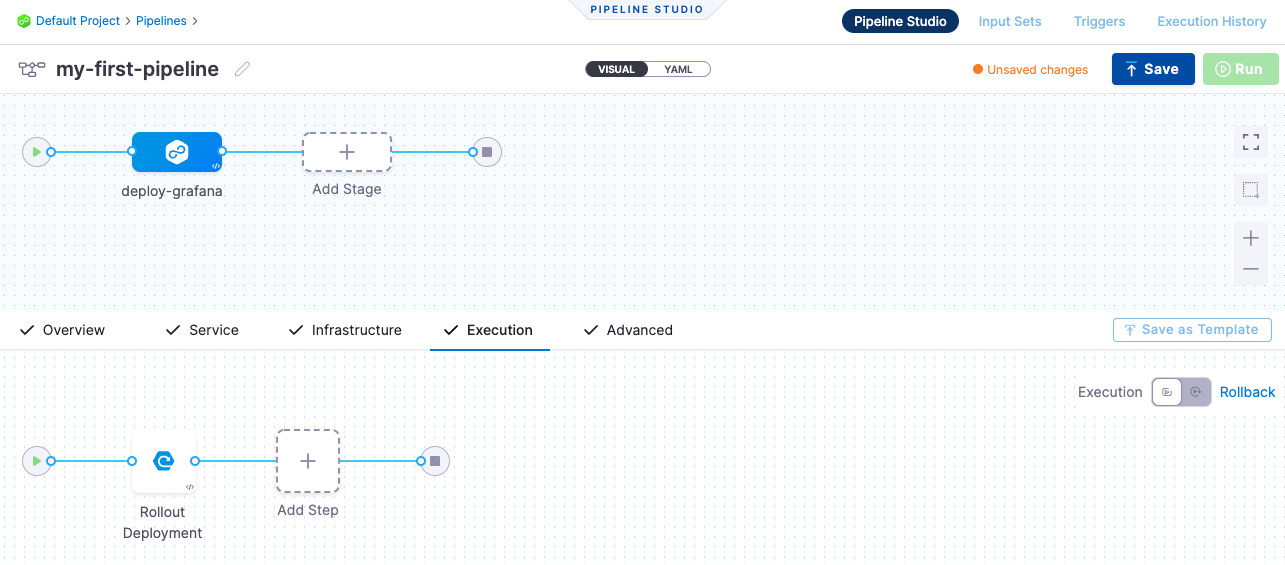 Default Project > Pipelines >
PIPELINE STUDIO
Pipeline Studio
Input Sets
Triggers
Execution History
my-first-pipeline
VISUAL
YAML
Unsaved changes
Save
Run
deploy-grafana
Add Stage
Overview
Service
Infrastructure
Execution
Advanced
Save as Template
Execution
Rollback
Rollout
Deployment
Add Step